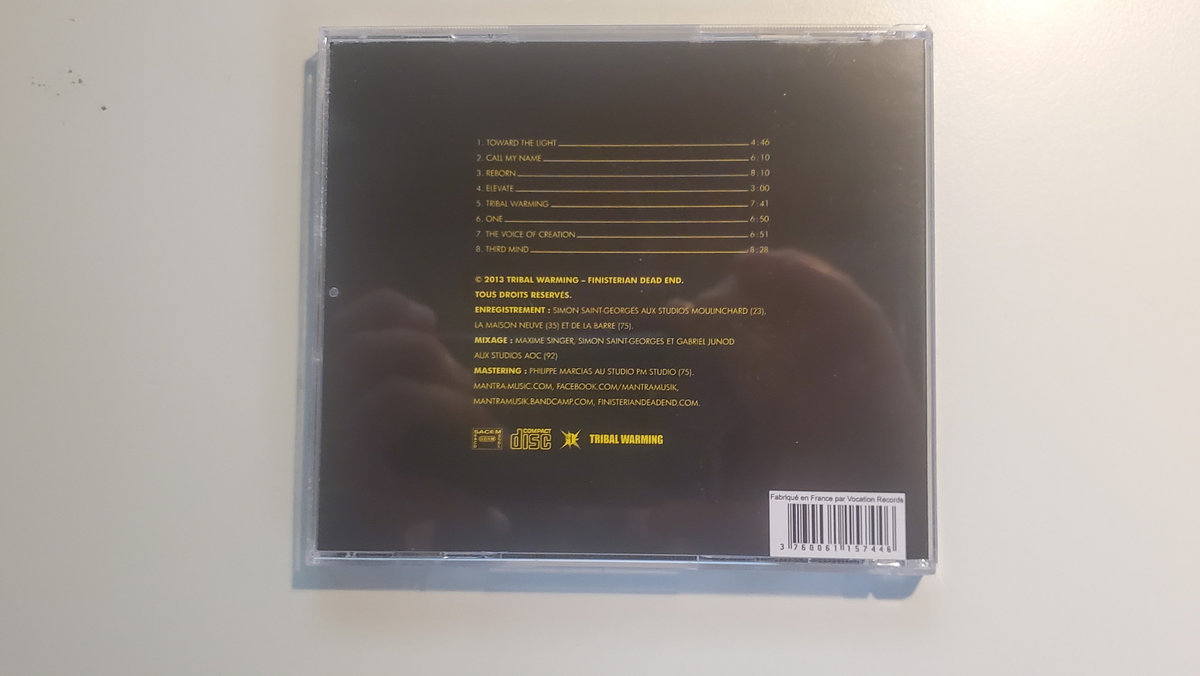 1. TOWARD THE LIGHT 4:46
2. CALL MY NAME 6:10
3. REBORN 8:10
4. ELEVATE 3:00
5. TRIBAL WARMING 7:41
6. ONE 6:50
7 THE VOICE OF CREATION 6:51
8. THIRD MIND 8:28
© 2013 TRIBAL WARMING – FINISTERIAN DEAD END.
TOUS DROITS RESERVÉS.
ENREGISTREMENT : SIMON SAINT-GEORGES AUX STUDIOS MOULINCHARD (23),
LA MAISON NEUVE (35) ET DE LA BARRE (75).
MIXAGE : MAXIME SINGER, SIMON SAINT-GEORGES ET GABRIEL JUNOD
AUX STUDIOS AOC (92)
MASTERING : PHILIPPE MARCIAS AU STUDIO PM STUDIO (75).
MANTRA-MUSIC.COM, FACEBOOK.COM/MANTRAMUSIK,
MANTRAMUSIK.BANDCAMP.COM, FINISTERIANDEADEND.COM.
SACEM
COMPACT disc TRIBAL WARMING
Fabriqué en France par Vocation Records
3 760061 157446